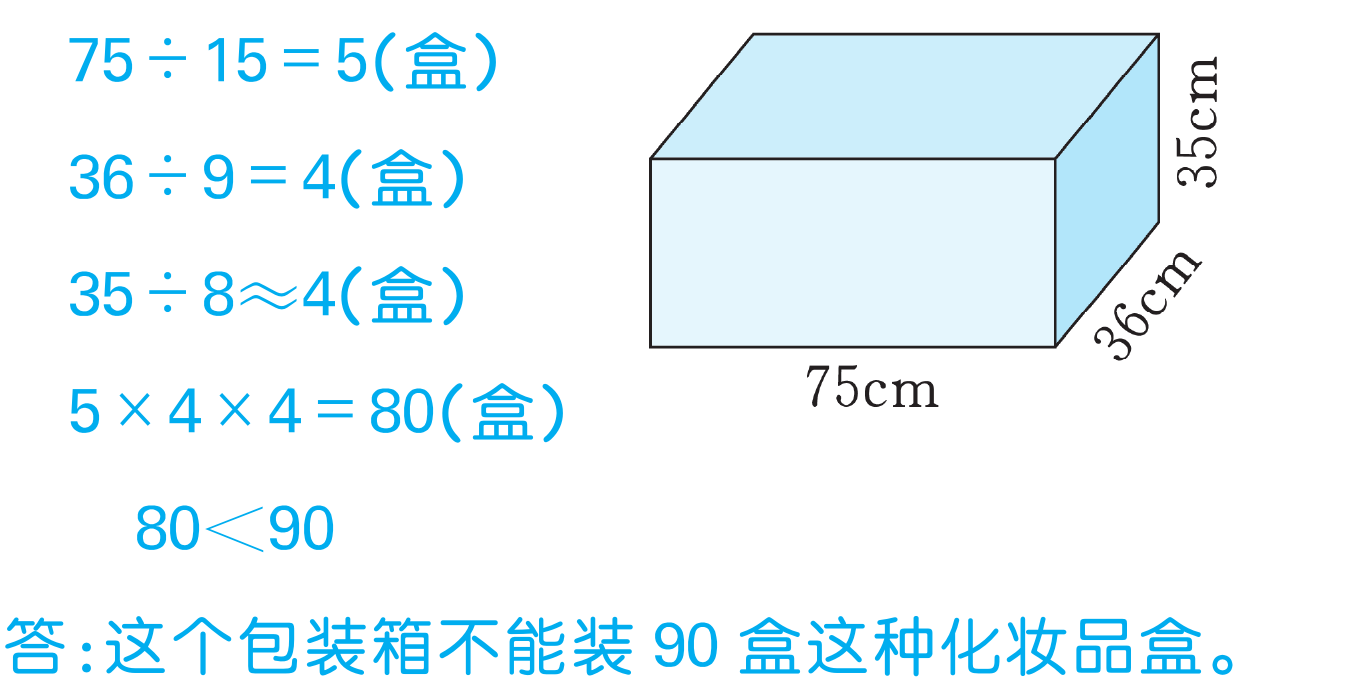 75÷15=5(盒)
36÷9=4(盒)
35÷8≈4(盒)
5×4×4=80(盒)
80<90
答:这个包装箱不能装 90 盒这种化妆品盒。
35cm
36cm
75cm